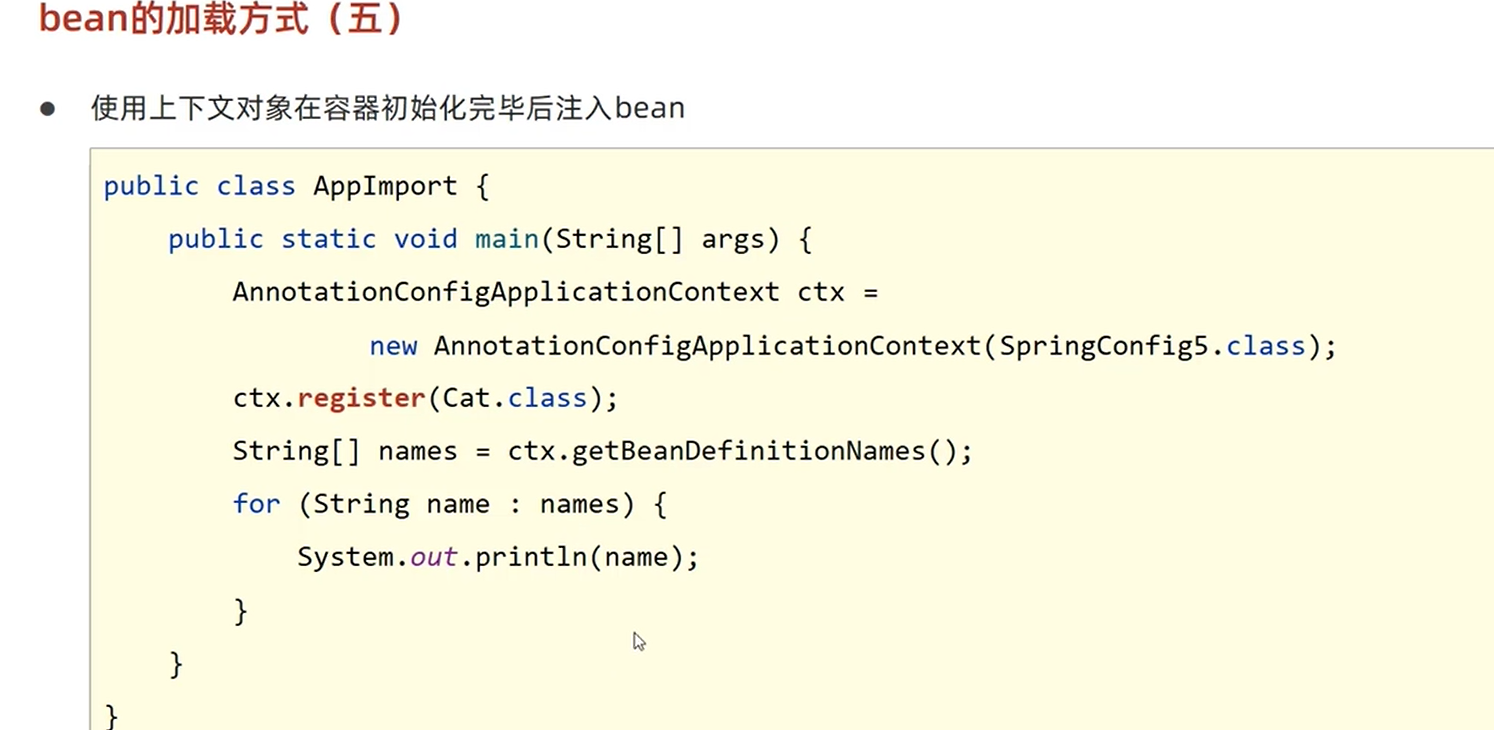 bean的加载方式（五）
● 使用上下文对象在容器初始化完毕后注入bean
public class AppImport {
public static void main(String[] args) {
AnnotationConfigApplicationContext ctx =
new AnnotationConfigApplicationContext(SpringConfig5.class);
ctx.register(Cat.class);
String[] names = ctx.getBeanDefinitionNames();
for (String name : names) {
System.out.println(name);
}
}
}